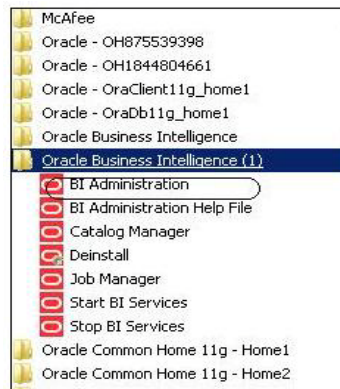 McAfee
Oracle - OH875539398
Oracle - OH1844804661
Oracle - OraClient11g_home1
Oracle - OraDb11g_home1
Oracle Business Intelligence
Oracle Business Intelligence (1)
BI Administration
BI Administration Help File
Catalog Manager
Deinstall
Job Manager
Start BI Services
Stop BI Services
Oracle Common Home 11g - Home1
Oracle Common Home 11g - Home2